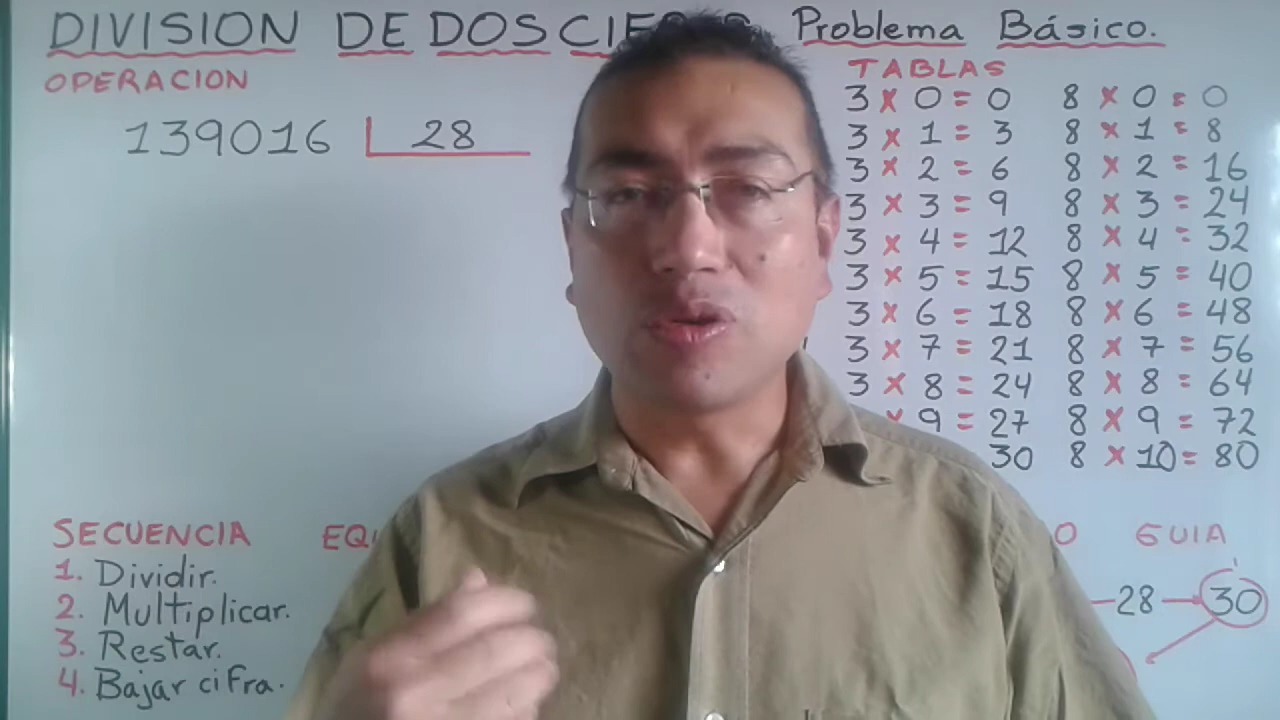 DIVISION DE DOS CIF Problema Básico.
OPERACION
139016 28
TABLAS
3 x 0 = 0 8 x 0 = 0
3 x 1 = 3 8 x 1 = 8
3 x 2 = 6 8 x 2 = 16
3 x 3 = 9 8 x 3 = 24
3 x 4 = 12 8 x 4 = 32
3 x 5 = 15 8 x 5 = 40
3 x 6 = 18 8 x 6 = 48
3 x 7 = 21 8 x 7 = 56
3 x 8 = 24 8 x 8 = 64
x 9 = 27 8 x 9 = 72
30 8 x 10 = 80
SECUENCIA
1. Dividir.
2. Multiplicar.
3. Restar.
4. Bajar cifra.
EQ
O GUIA
28 30